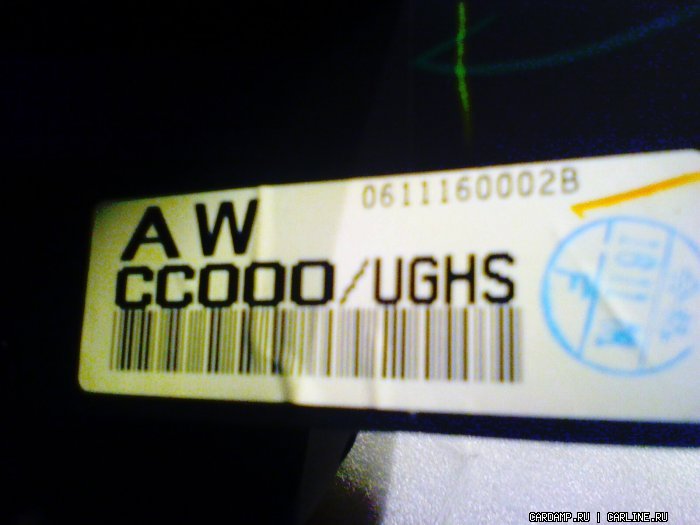 0611160002B
AW
CC000/UGHS
CARDAMP.RU | CARLINE.RU